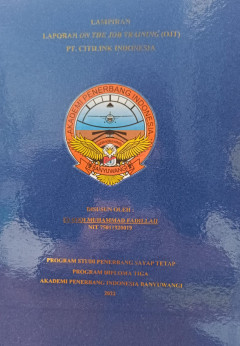 LAMPIRAN
LAPORAN ON THE JOB TRAINING (OJT)
PT. CITILINK INDONESIA
AKADEMI PENERBANG INDONESIA
BANYUWANGI
DISUSUN OLEH :
MUHAMMAD FADILLAH
NIT
PROGRAM STUDI PENERBANG SAYAP TETAP
PROGRAM DIPLOMA TIGA
AKADEMI PENERBANG INDONESIA BANYUWANGI